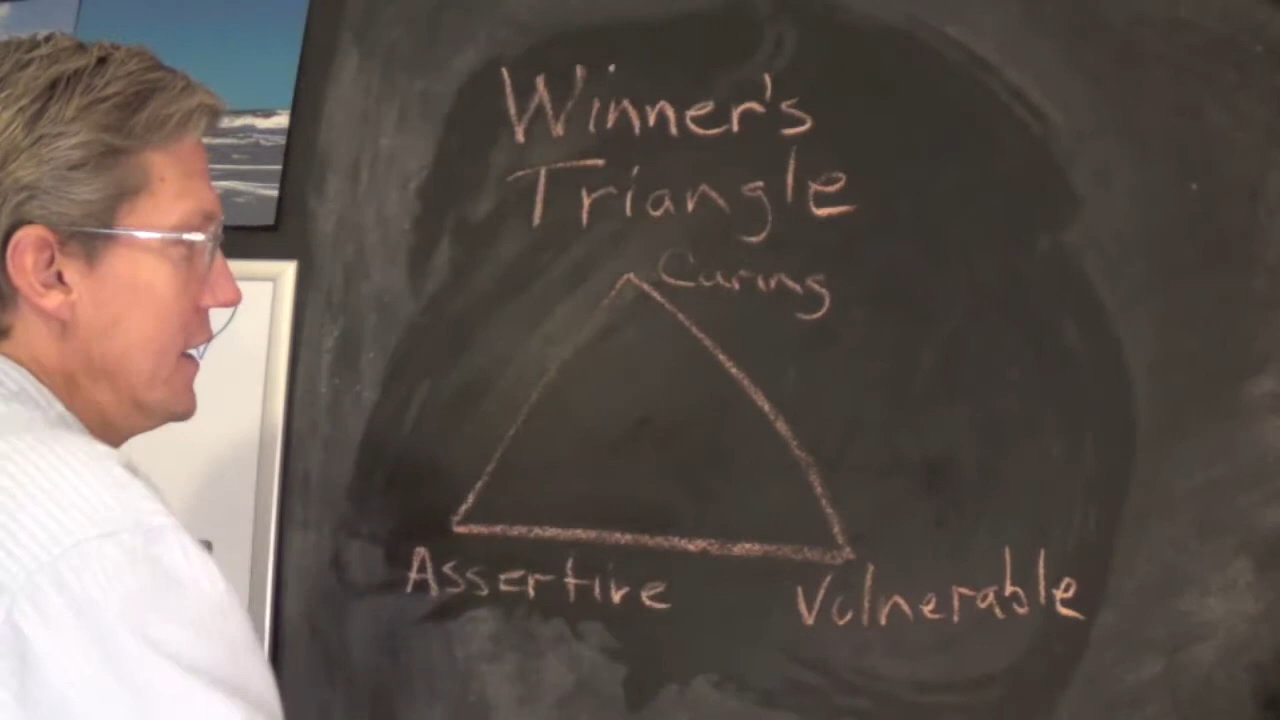 Winner's
Triangle
Caring
Assertive
Vulnerable